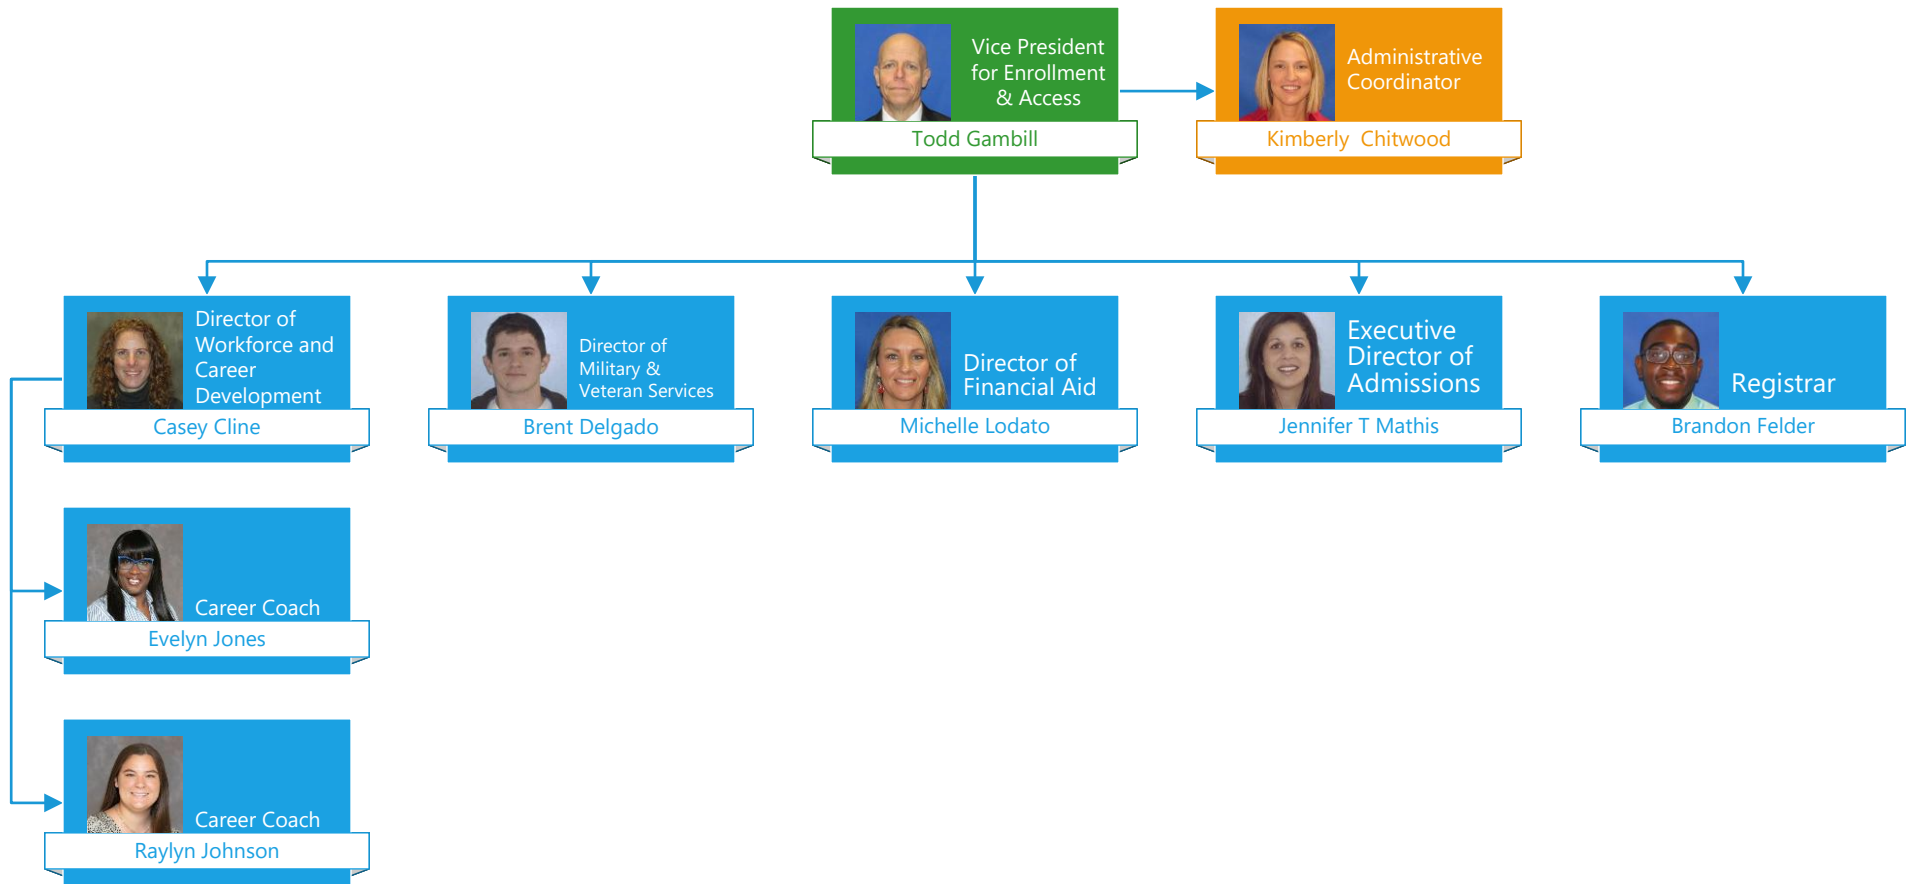 Vice President
for Enrollment
& Access
Todd Gambill
Administrative
Coordinator
Kimberly  Chitwood
Director of
Workforce and
Career
Development
Casey Cline
Director of
Military &
Veteran Services
Brent Delgado
Director of
Financial Aid
Michelle Lodato
Executive
Director of
Admissions
Jennifer T Mathis
Registrar
Brandon Felder
Career Coach
Evelyn Jones
Career Coach
Raylyn Johnson